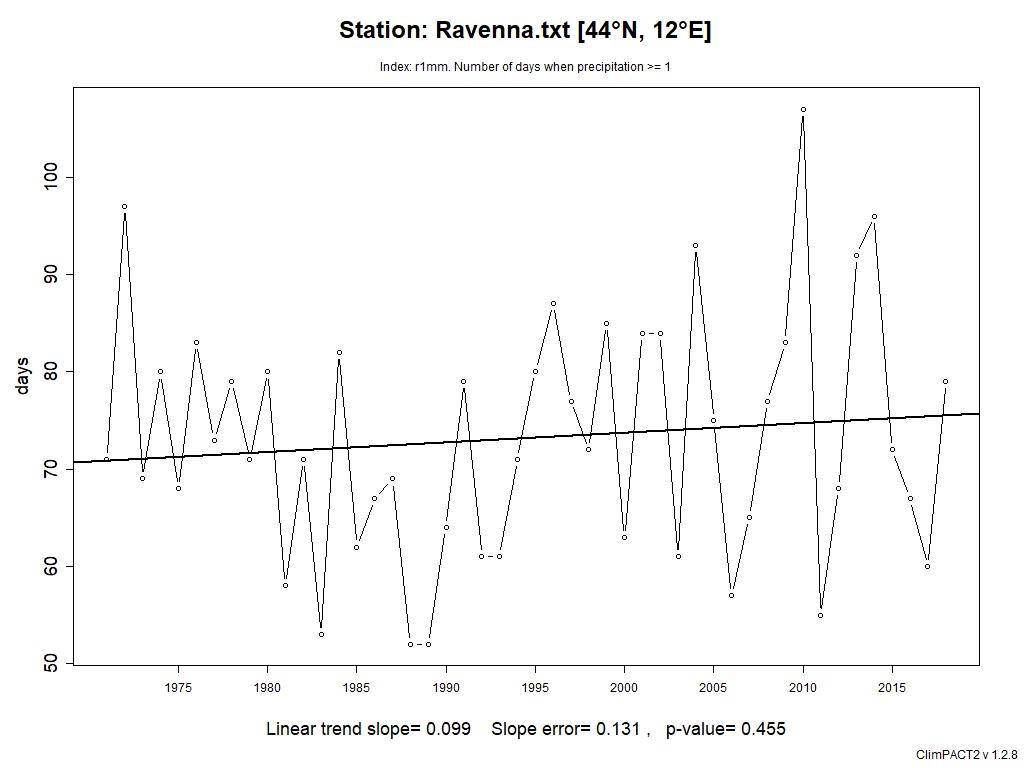 Station: Ravenna.txt [44°N, 12°E]
Index: r1mm. Number of days when precipitation >= 1
days
100
90
80
70
60
50
1975 1980 1985 1990 1995 2000 2005 2010 2015
Linear trend slope= 0.099 Slope error= 0.131 , p-value= 0.455
ClimPACT2 v 1.2.8